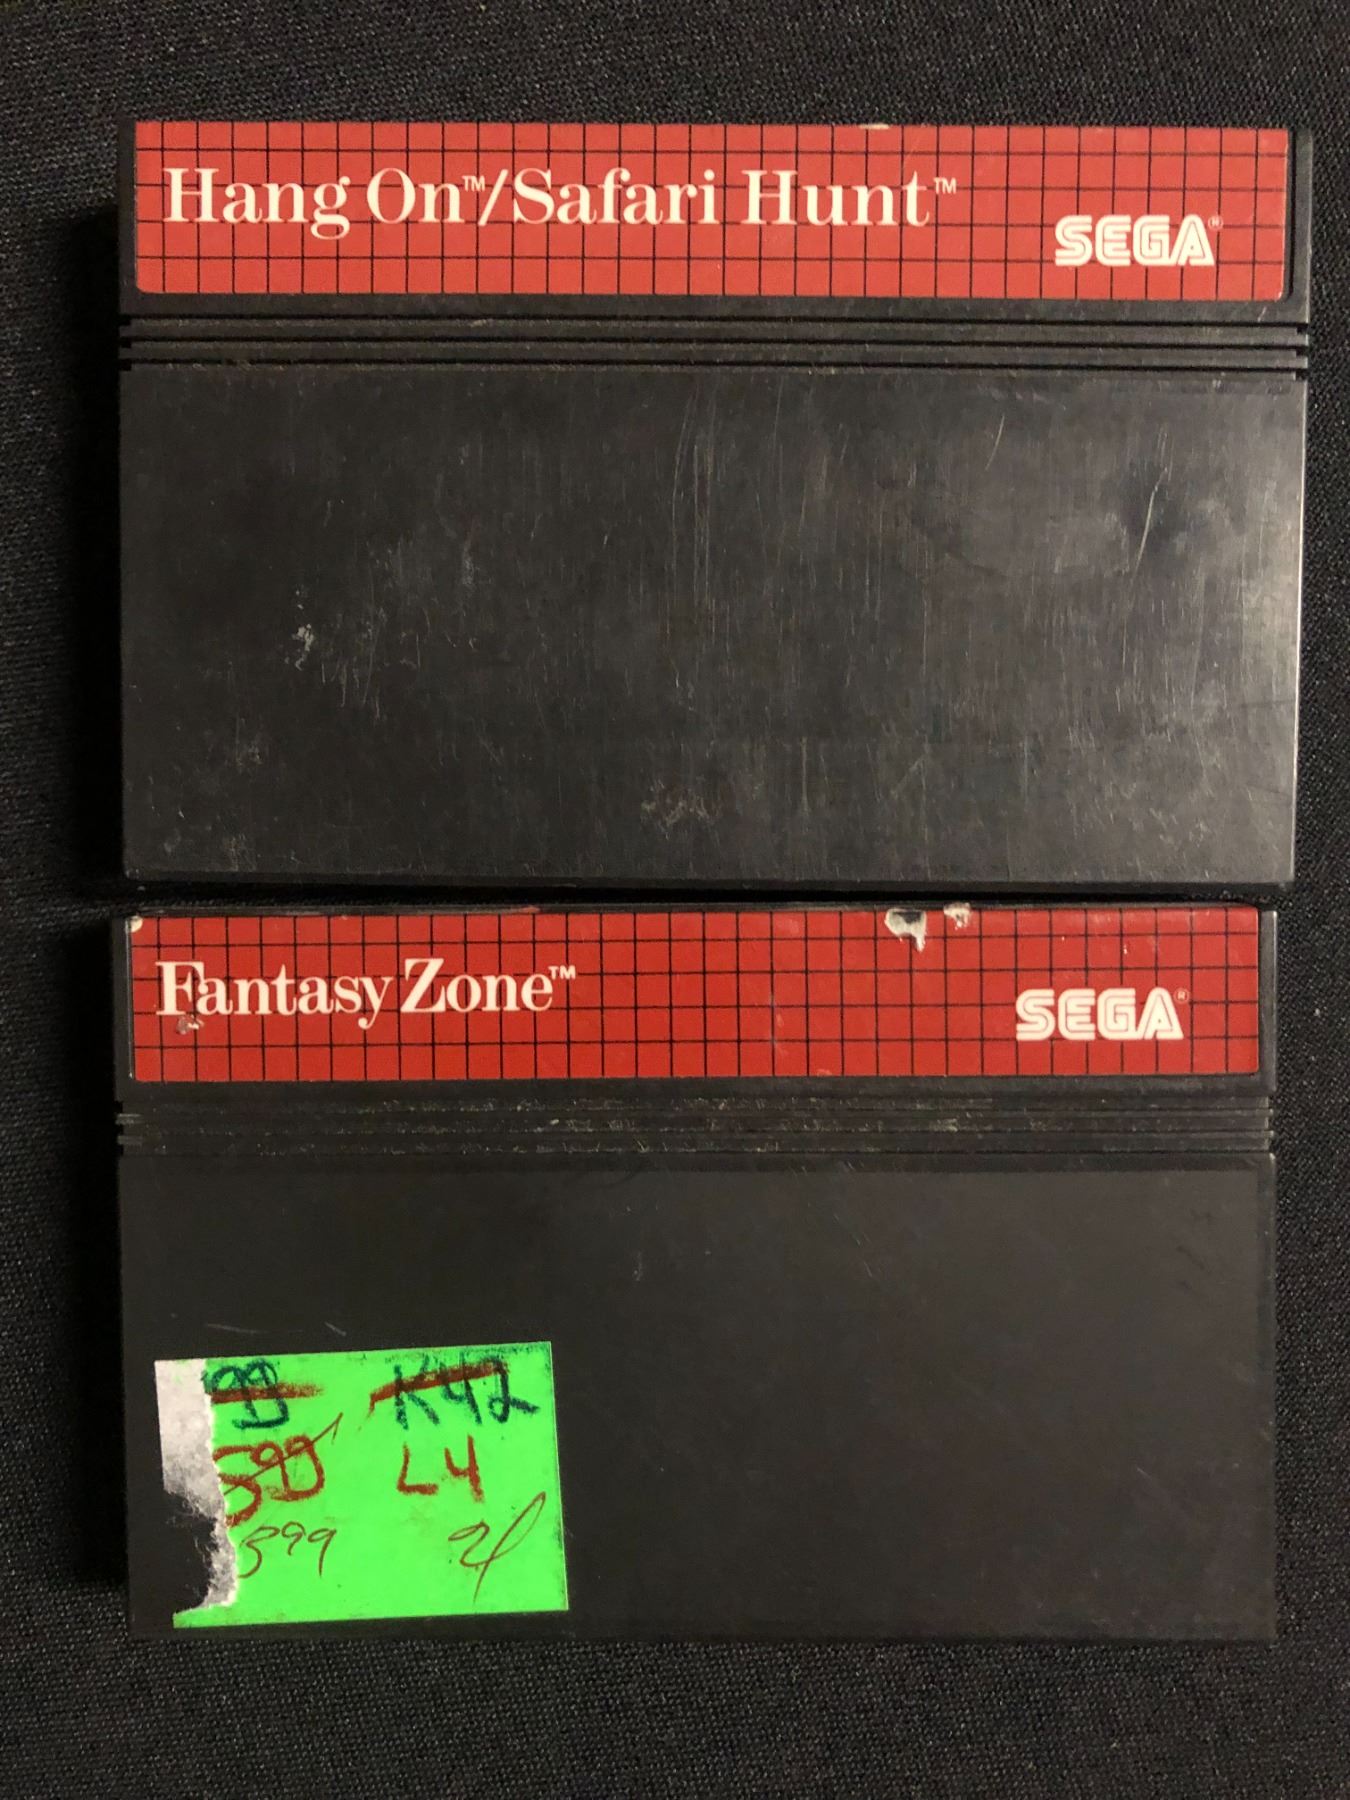 Hang On™/Safari Hunt™
SEGA®
Fantasy Zone™
SEGA®
K42
L4
399